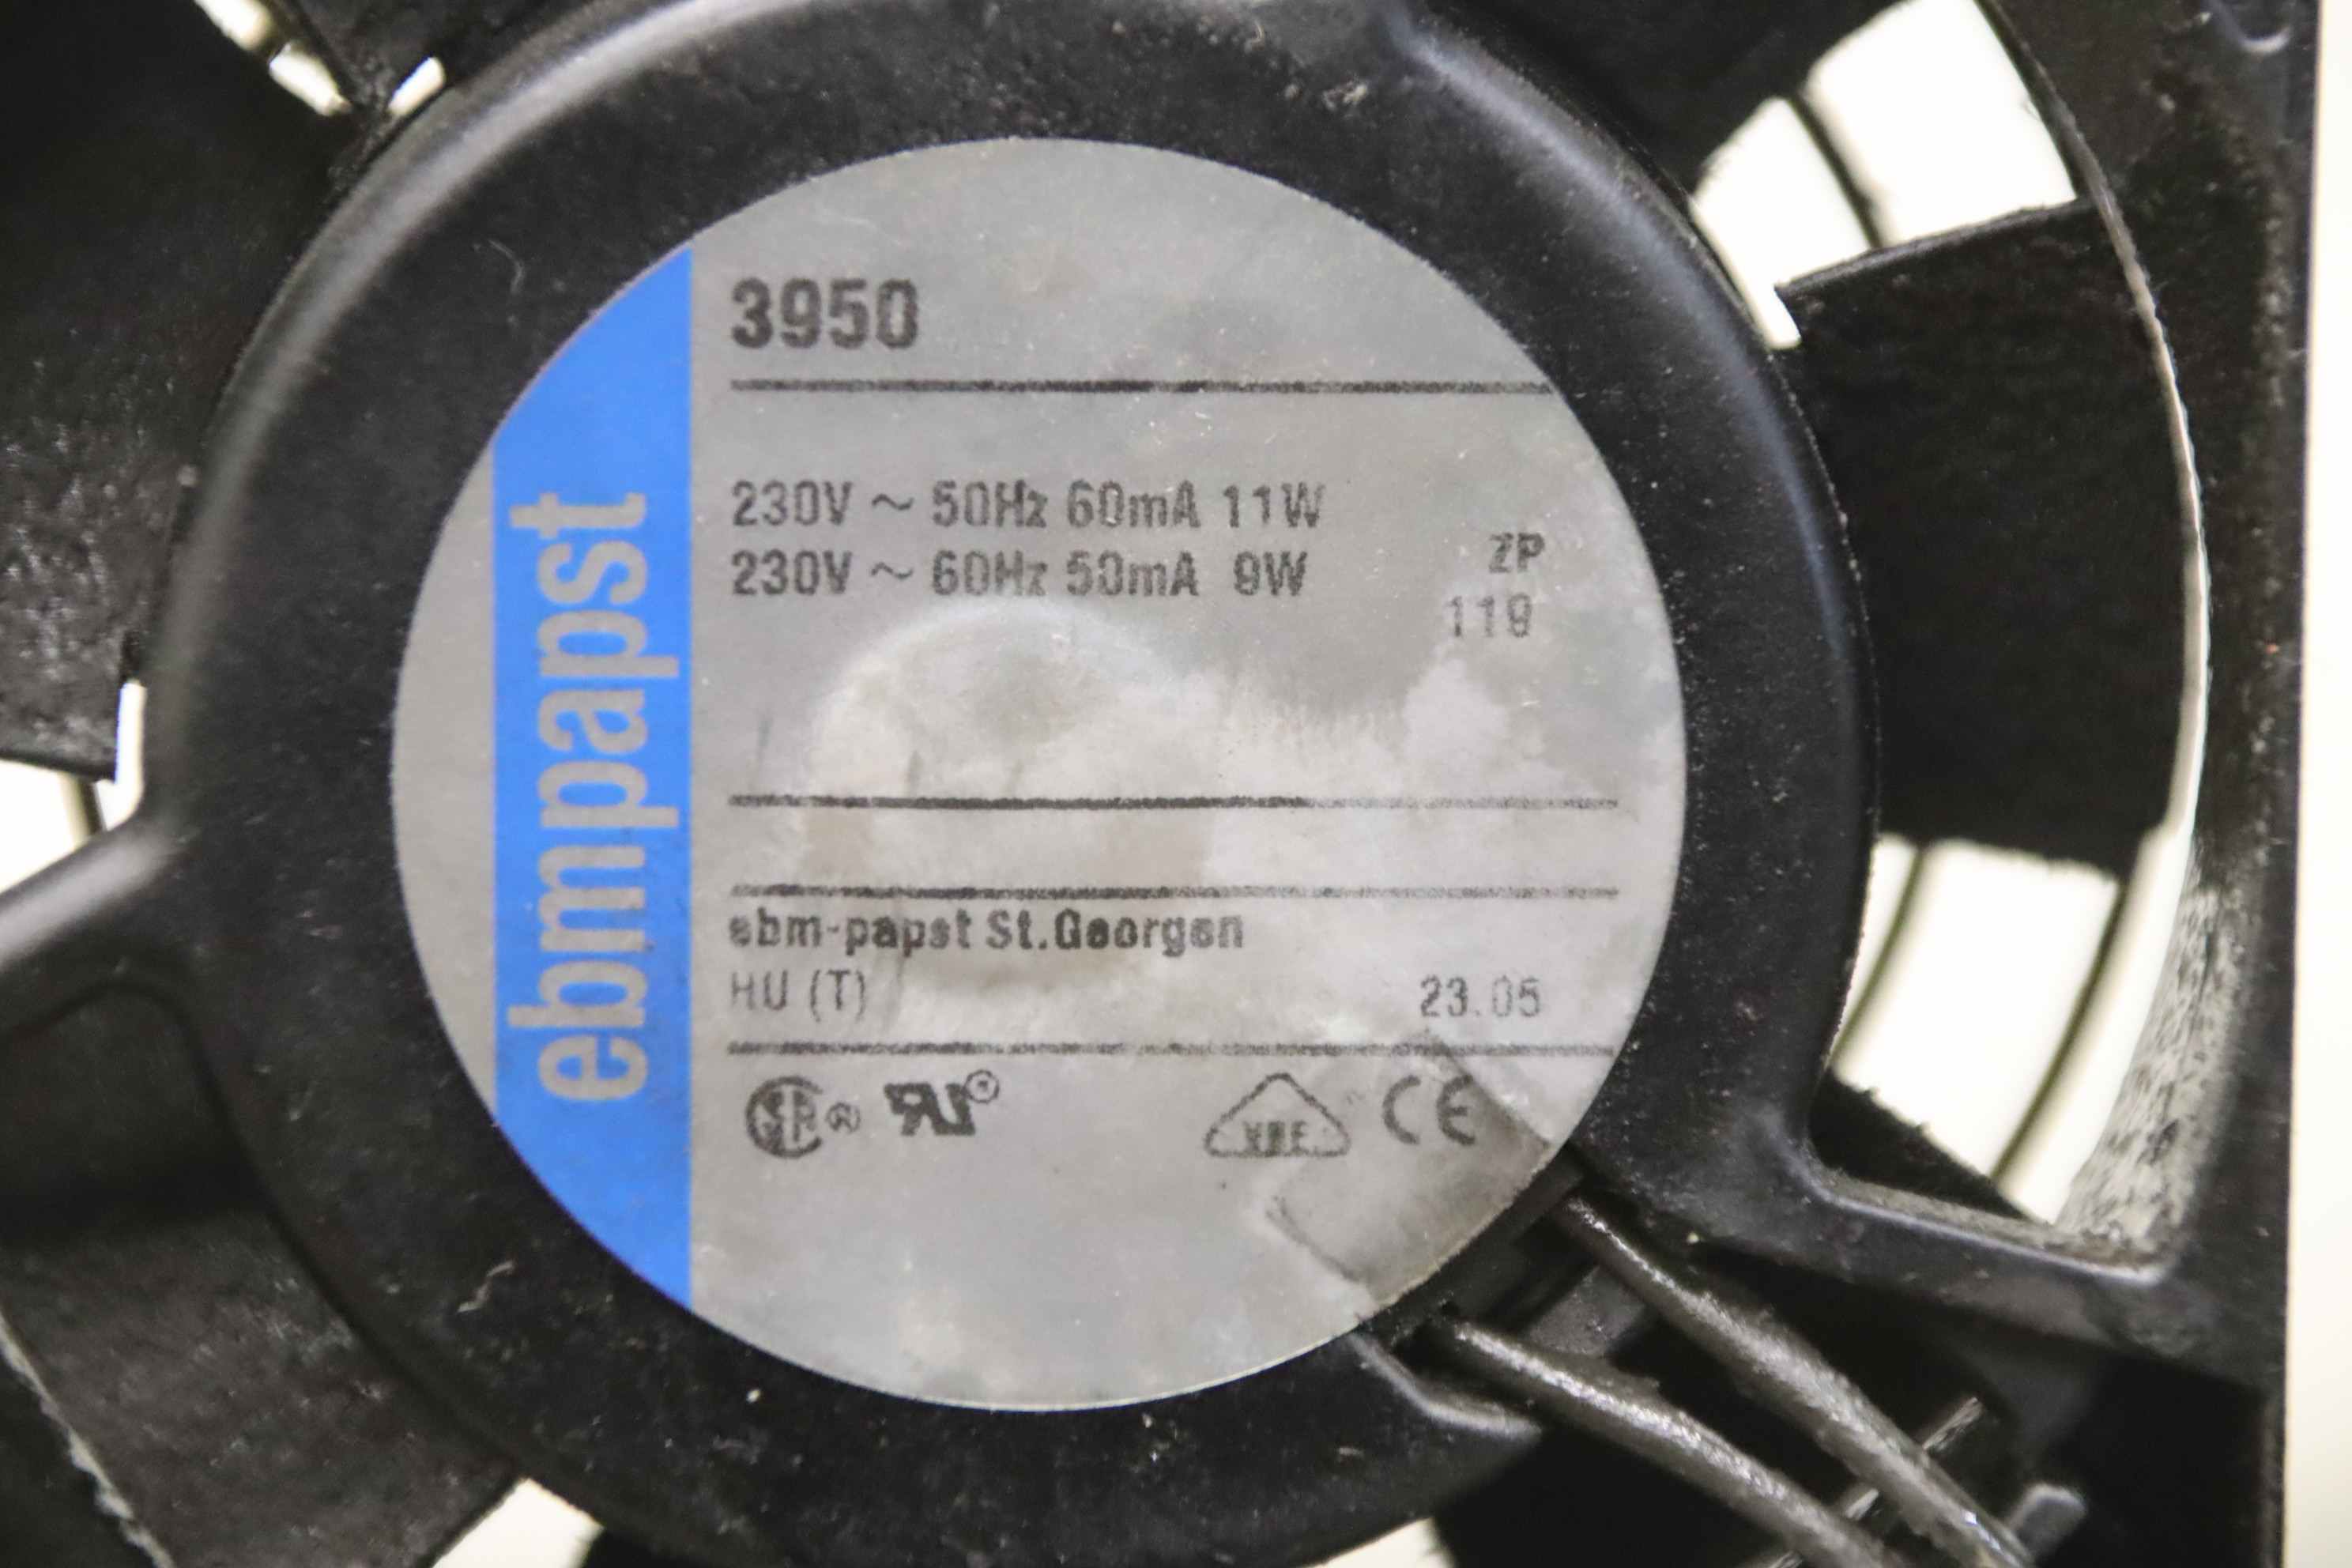 ebmpapst
3950
230V ~ 50Hz 60mA 11W
230V ~ 60Hz 50mA 9W
ZP
119
ebm-papst St.Georgen
HU (T)
23.05
VDE CE